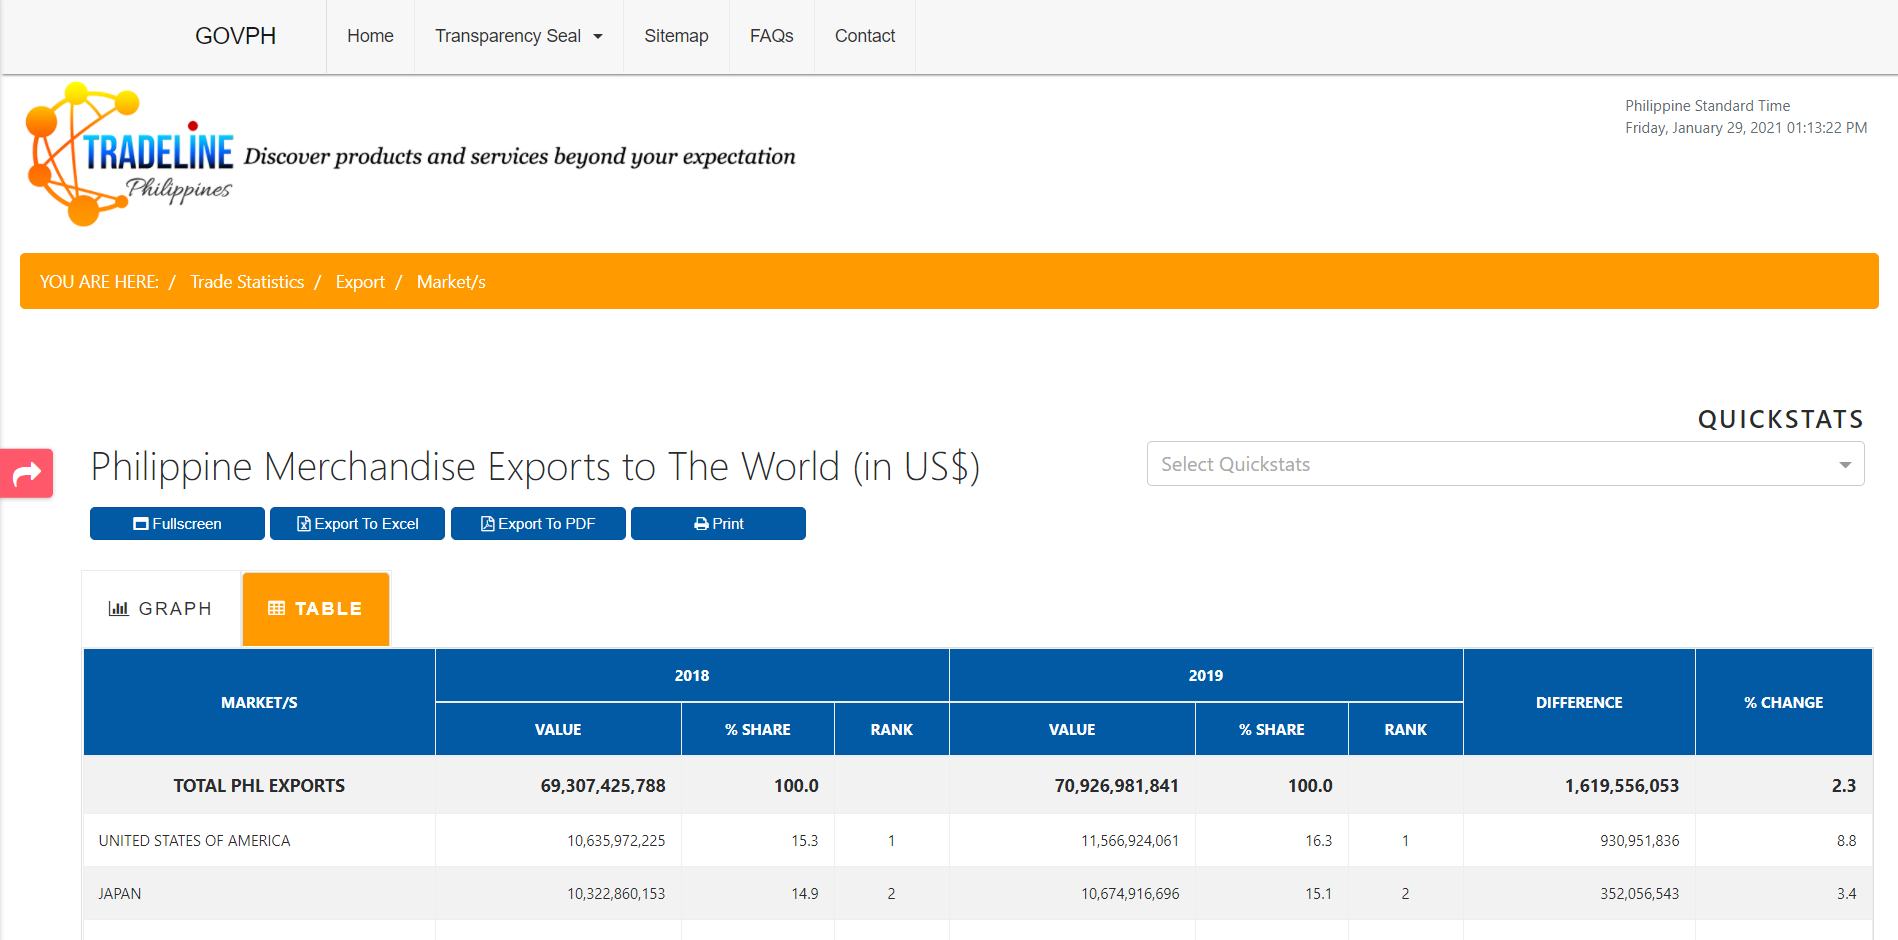 GOVPH Home Transparency Seal Sitemap FAQs Contact
TRADELINE
Philippines
Discover products and services beyond your expectation
Philippine Standard Time
Friday, January 29, 2021 01:13:22 PM
YOU ARE HERE: / Trade Statistics / Export / Market/s
QUICKSTATS
Philippine Merchandise Exports to The World (in US$)
Select Quickstats
Fullscreen Export To Excel Export To PDF Print
GRAPH TABLE
MARKET/S 2018 2019 DIFFERENCE % CHANGE
VALUE % SHARE RANK VALUE % SHARE RANK
TOTAL PHL EXPORTS 69,307,425,788 100.0 70,926,981,841 100.0 1,619,556,053 2.3
UNITED STATES OF AMERICA 10,635,972,225 15.3 1 11,566,924,061 16.3 1 930,951,836 8.8
JAPAN 10,322,860,153 14.9 2 10,674,916,696 15.1 2 352,056,543 3.4